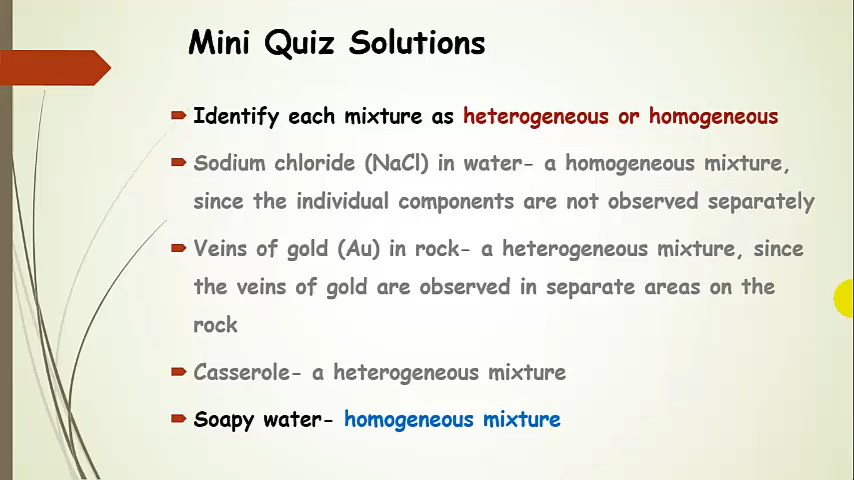 Mini Quiz Solutions
Identify each mixture as heterogeneous or homogeneous
Sodium chloride (NaCl) in water- a homogeneous mixture,
since the individual components are not observed separately
Veins of gold (Au) in rock- a heterogeneous mixture, since
the veins of gold are observed in separate areas on the
rock
Casserole- a heterogeneous mixture
Soapy water- homogeneous mixture